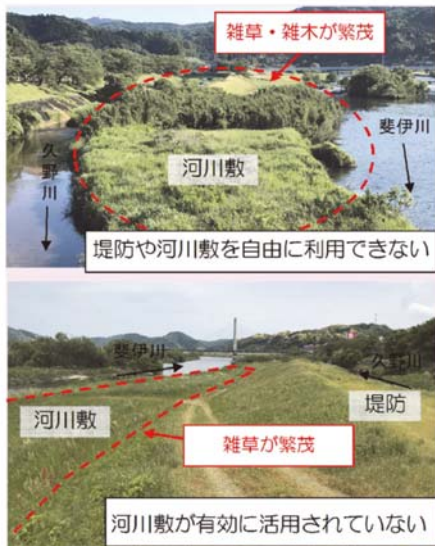 雑草・雑木が繁茂
久野川
河川敷
斐伊川
堤防や河川敷を自由に利用できない
斐伊川
久野川
河川敷
堤防
雑草が繁茂
河川敷が有効に活用されていない